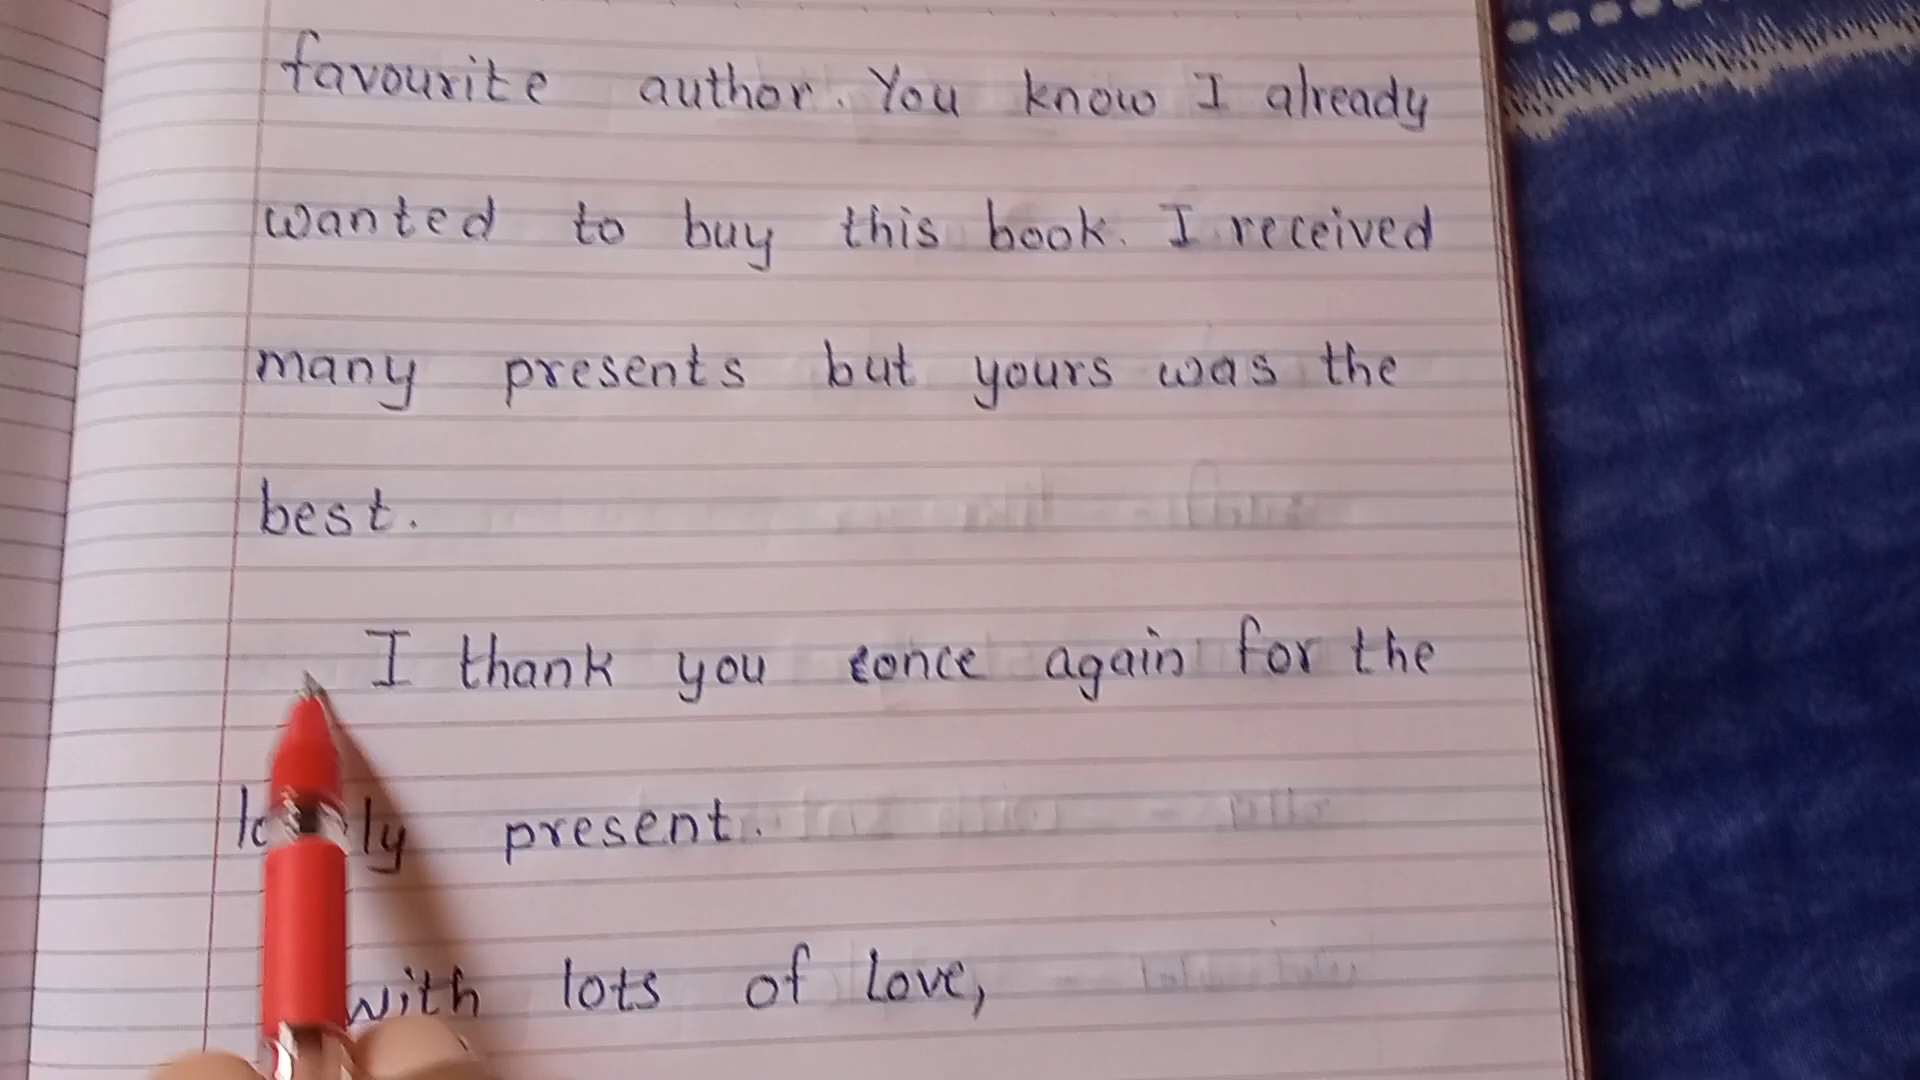 favourite author. You know I already
wanted to buy this book. I received
many presents but yours was the
best.
I thank you once again for the
present.
with lots of love,